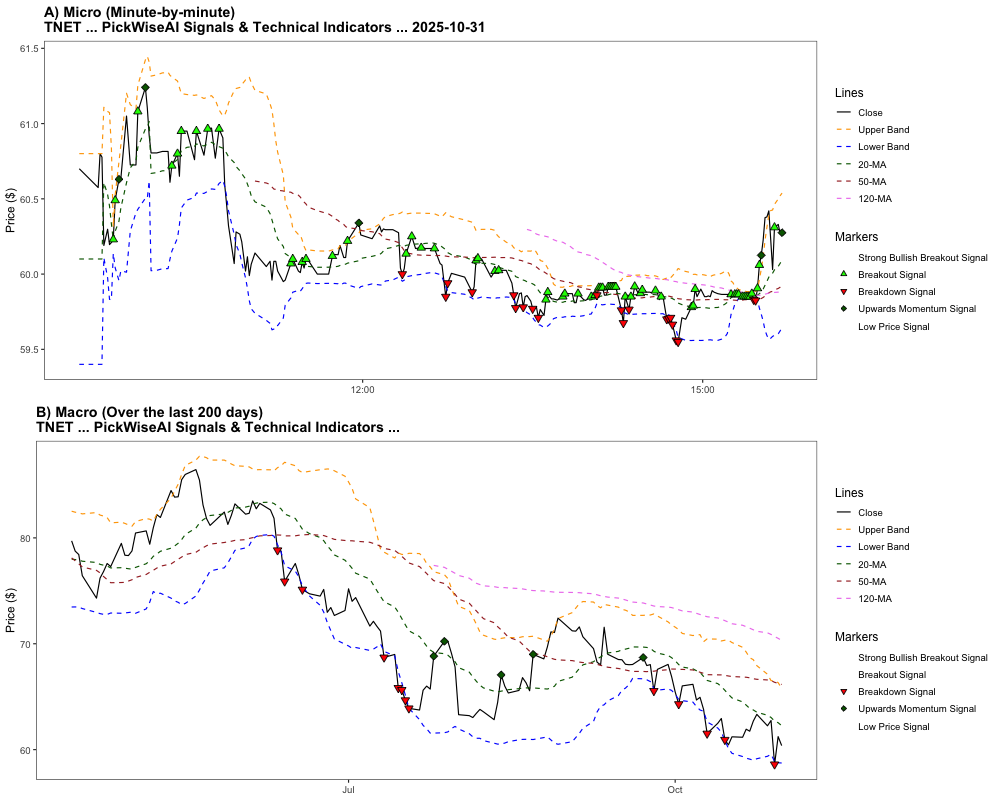 A) Micro (Minute-by-minute)
TNET ... PickWiseAI Signals & Technical Indicators ... 2025-10-31
Price ($)
61.5
61.0
60.5
60.0
59.5
12:00
15:00
Lines
Close
Upper Band
Lower Band
20-MA
50-MA
120-MA
Markers
Strong Bullish Breakout Signal
Breakout Signal
Breakdown Signal
Upwards Momentum Signal
Low Price Signal
B) Macro (Over the last 200 days)
TNET ... PickWiseAI Signals & Technical Indicators ...
Price ($)
80
70
60
Jul
Oct
Lines
Close
Upper Band
Lower Band
20-MA
50-MA
120-MA
Markers
Strong Bullish Breakout Signal
Breakout Signal
Breakdown Signal
Upwards Momentum Signal
Low Price Signal